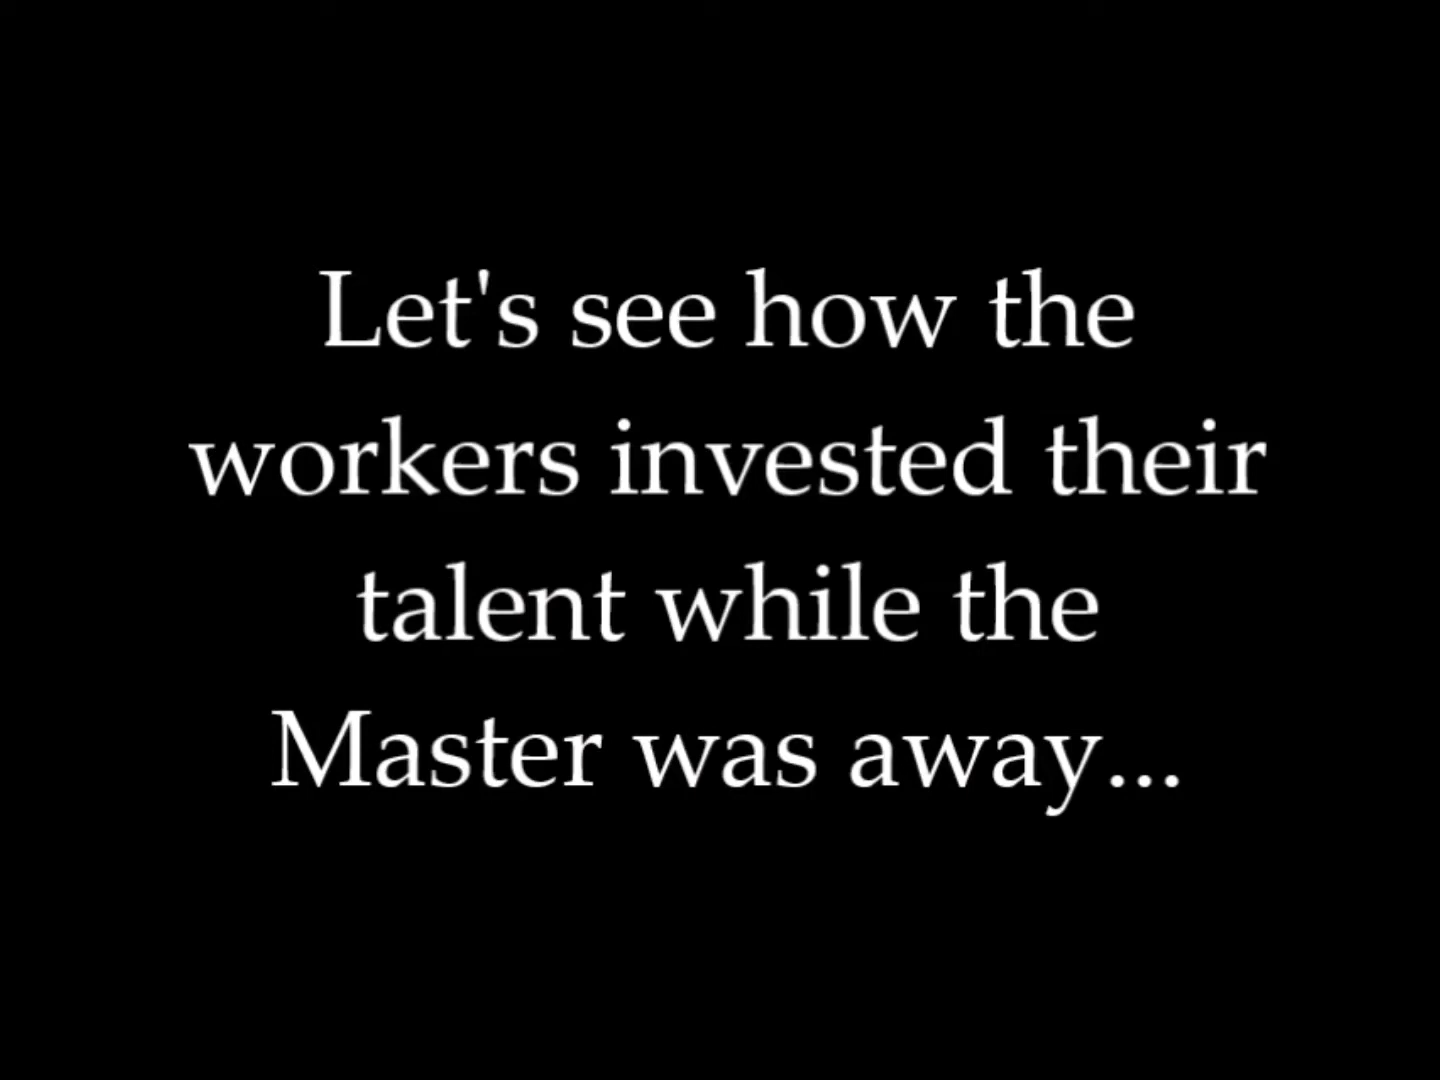 Let's see how the
workers invested their
talent while the
Master was away...